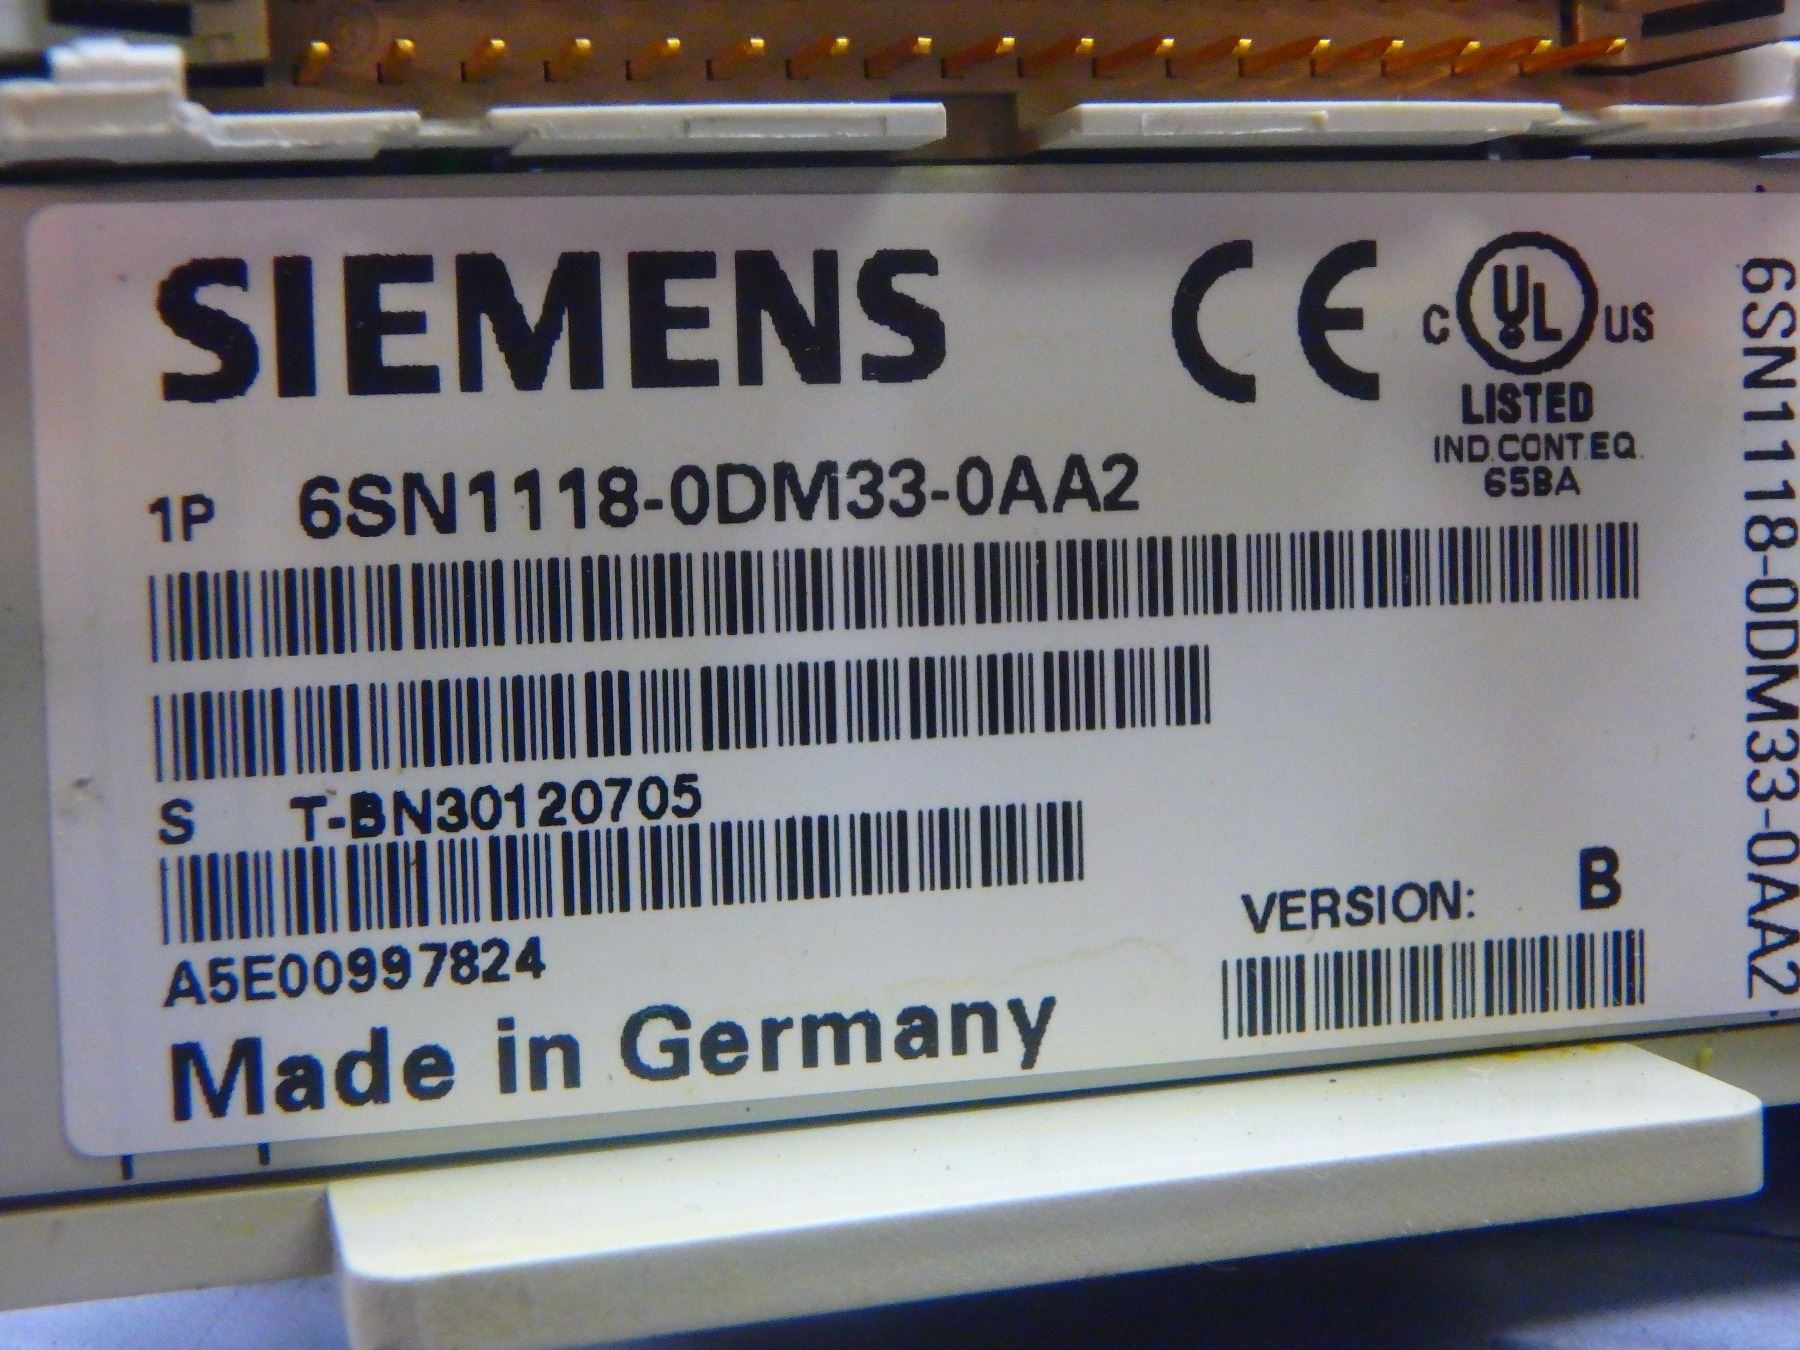 SIEMENS
CE
C UL US
LISTED
IND.CONT.EQ.
65BA
1P 6SN1118-0DM33-0AA2
S T-BN30120705
A5E00997824
VERSION: B
Made in Germany
6SN1118-0DM33-0AA2